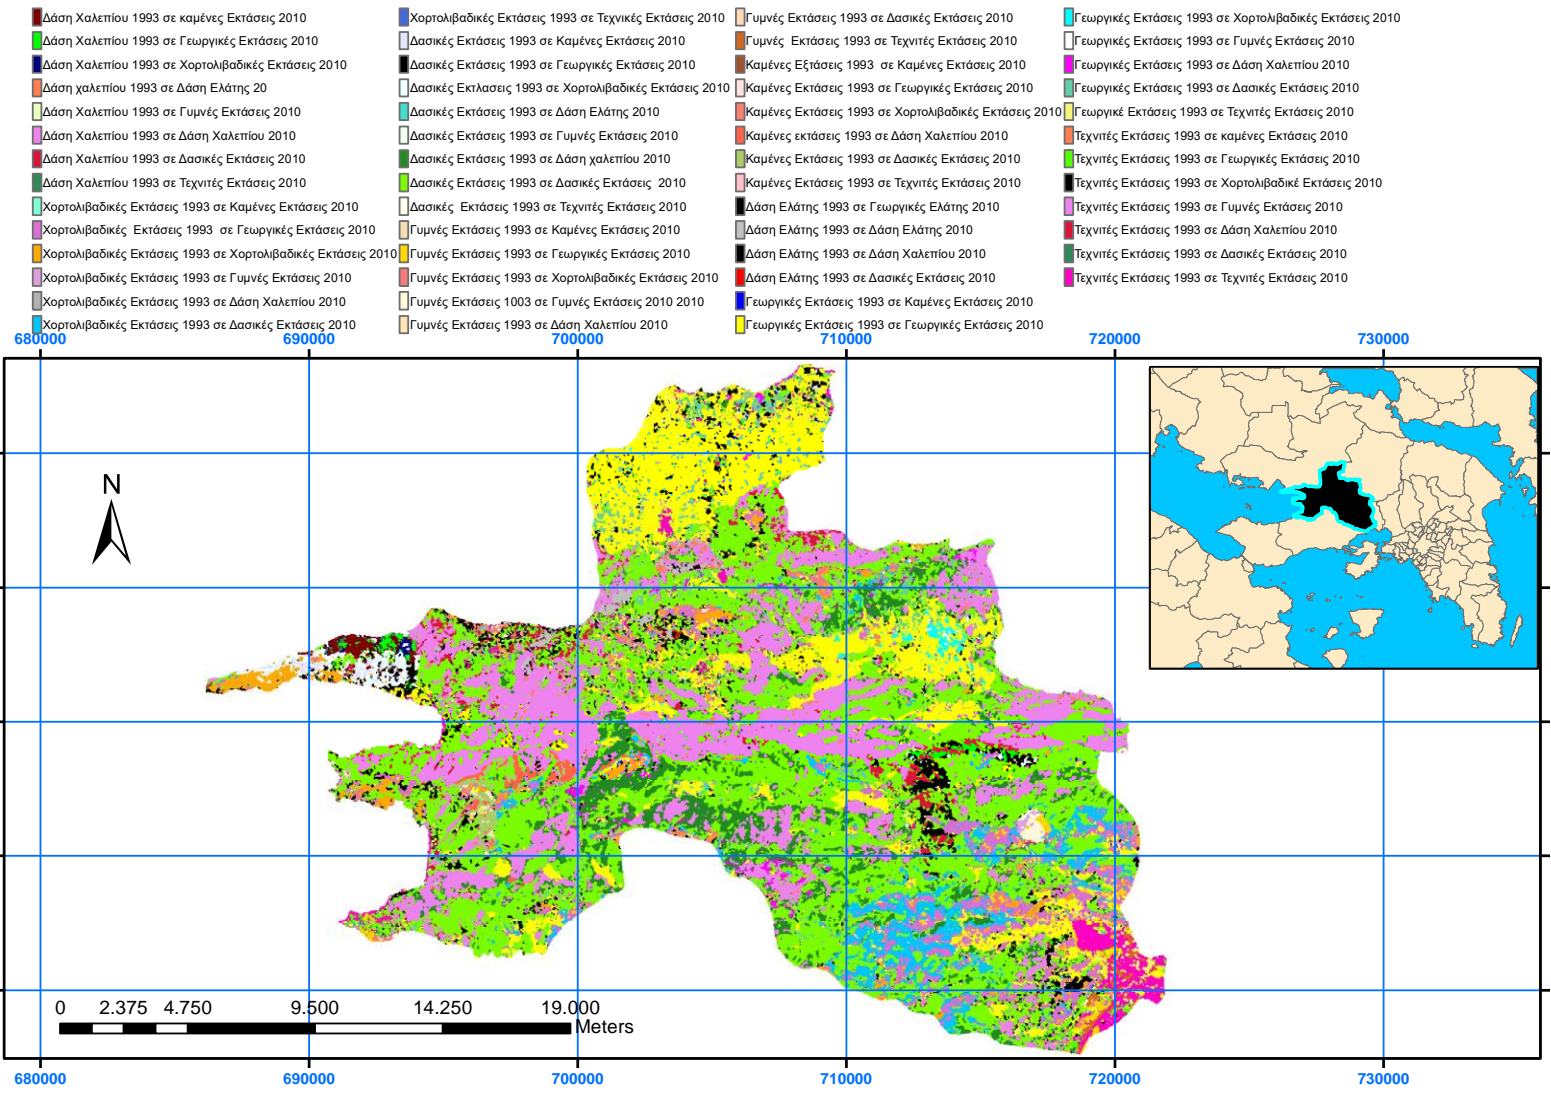 Δάση Χαλεπίου 1993 σε καμένες Εκτάσεις 2010
Δάση Χαλεπίου 1993 σε Γεωργικές Εκτάσεις 2010
Δάση Χαλεπίου 1993 σε Χορτολιβαδικές Εκτάσεις 2010
Δάση χαλεπίου 1993 σε Δάση Ελάτης 20
Δάση Χαλεπίου 1993 σε Γυμνές Εκτάσεις 2010
Δάση Χαλεπίου 1993 σε Δάση Χαλεπίου 2010
Δάση Χαλεπίου 1993 σε Δασικές Εκτάσεις 2010
Δάση Χαλεπίου 1993 σε Τεχνιτές Εκτάσεις 2010
Χορτολιβαδικές Εκτάσεις 1993 σε Καμένες Εκτάσεις 2010
Χορτολιβαδικές Εκτάσεις 1993 σε Γεωργικές Εκτάσεις 2010
Χορτολιβαδικές Εκτάσεις 1993 σε Χορτολιβαδικές Εκτάσεις 2010
Χορτολιβαδικές Εκτάσεις 1993 σε Γυμνές Εκτάσεις 2010
Χορτολιβαδικές Εκτάσεις 1993 σε Δάση Χαλεπίου 2010
Χορτολιβαδικές Εκτάσεις 1993 σε Δασικές Εκτάσεις 2010
Χορτολιβαδικές Εκτάσεις 1993 σε Τεχνικές Εκτάσεις 2010
Δασικές Εκτάσεις 1993 σε Καμένες Εκτάσεις 2010
Δασικές Εκτάσεις 1993 σε Γεωργικές Εκτάσεις 2010
Δασικές Εκτλασεις 1993 σε Χορτολιβαδικές Εκτάσεις 2010
Δασικές Εκτάσεις 1993 σε Δάση Ελάτης 2010
Δασικές Εκτάσεις 1993 σε Γυμνές Εκτάσεις 2010
Δασικές Εκτάσεις 1993 σε Δάση χαλεπίου 2010
Δασικές Εκτάσεις 1993 σε Δασικές Εκτάσεις 2010
Δασικές Εκτάσεις 1993 σε Τεχνιτές Εκτάσεις 2010
Γυμνές Εκτάσεις 1993 σε Καμένες Εκτάσεις 2010
Γυμνές Εκτάσεις 1993 σε Γεωργικές Εκτάσεις 2010
Γυμνές Εκτάσεις 1993 σε Χορτολιβαδικές Εκτάσεις 2010
Γυμνές Εκτάσεις 1003 σε Γυμνές Εκτάσεις 2010 2010
Γυμνές Εκτάσεις 1993 σε Δάση Χαλεπίου 2010
Γυμνές Εκτάσεις 1993 σε Δασικές Εκτάσεις 2010
Γυμνές Εκτάσεις 1993 σε Τεχνιτές Εκτάσεις 2010
Καμένες Εξτάσεις 1993 σε Καμένες Εκτάσεις 2010
Καμένες Εκτάσεις 1993 σε Γεωργικές Εκτάσεις 2010
Καμένες Εκτάσεις 1993 σε Χορτολιβαδικές Εκτάσεις 2010
Καμένες εκτάσεις 1993 σε Δάση Χαλεπίου 2010
Καμένες Εκτάσεις 1993 σε Δασικές Εκτάσεις 2010
Καμένες Εκτάσεις 1993 σε Τεχνιτές Εκτάσεις 2010
Δάση Ελάτης 1993 σε Γεωργικές Ελάτης 2010
Δάση Ελάτης 1993 σε Δάση Ελάτης 2010
Δάση Ελάτης 1993 σε Δάση Χαλεπίου 2010
Δάση Ελάτης 1993 σε Δασικές Εκτάσεις 2010
Γεωργικές Εκτάσεις 1993 σε Καμένες Εκτάσεις 2010
Γεωργικές Εκτάσεις 1993 σε Γεωργικές Εκτάσεις 2010
Γεωργικές Εκτάσεις 1993 σε Χορτολιβαδικές Εκτάσεις 2010
Γεωργικές Εκτάσεις 1993 σε Γυμνές Εκτάσεις 2010
Γεωργικές Εκτάσεις 1993 σε Δάση Χαλεπίου 2010
Γεωργικές Εκτάσεις 1993 σε Δασικές Εκτάσεις 2010
Γεωργικέ Εκτάσεις 1993 σε Τεχνιτές Εκτάσεις 2010
Τεχνιτές Εκτάσεις 1993 σε καμένες Εκτάσεις 2010
Τεχνιτές Εκτάσεις 1993 σε Γεωργικές Εκτάσεις 2010
Τεχνιτές Εκτάσεις 1993 σε Χορτολιβαδικέ Εκτάσεις 2010
Τεχνιτές Εκτάσεις 1993 σε Γυμνές Εκτάσεις 2010
Τεχνιτές Εκτάσεις 1993 σε Δάση Χαλεπίου 2010
Τεχνιτές Εκτάσεις 1993 σε Δασικές Εκτάσεις 2010
Τεχνιτές Εκτάσεις 1993 σε Τεχνιτές Εκτάσεις 2010
680000 690000 700000 710000 720000 730000
N
0 2.375 4.750 9.500 14.250 19.000
Meters
680000 690000 700000 710000 720000 730000